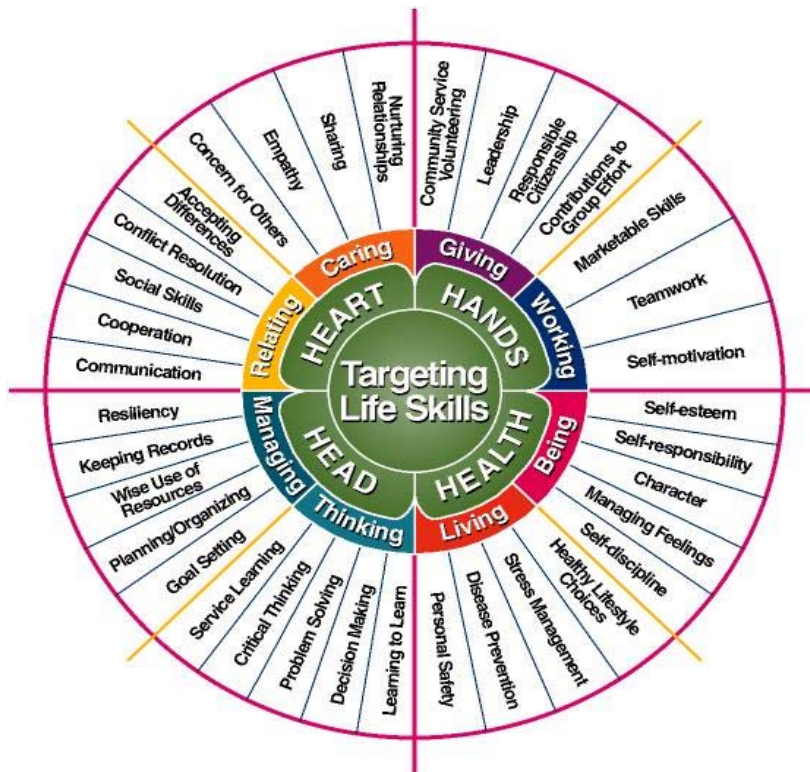 Targeting
Life Skills
HEART
HANDS
HEALTH
HEAD
Caring
Giving
Working
Being
Living
Thinking
Managing
Relating
Nurturing
Relationships
Sharing
Empathy
Concern for Others
Accepting
Differences
Conflict Resolution
Social Skills
Cooperation
Communication
Community Service
Volunteering
Leadership
Responsible
Citizenship
Contributions to
Group Effort
Marketable Skills
Teamwork
Self-motivation
Self-esteem
Self-responsibility
Character
Managing Feelings
Self-discipline
Healthy Lifestyle
Choices
Stress Management
Disease Prevention
Personal Safety
Learning to Learn
Decision Making
Problem Solving
Critical Thinking
Service Learning
Goal Setting
Planning/Organizing
Wise Use of
Resources
Keeping Records
Resiliency